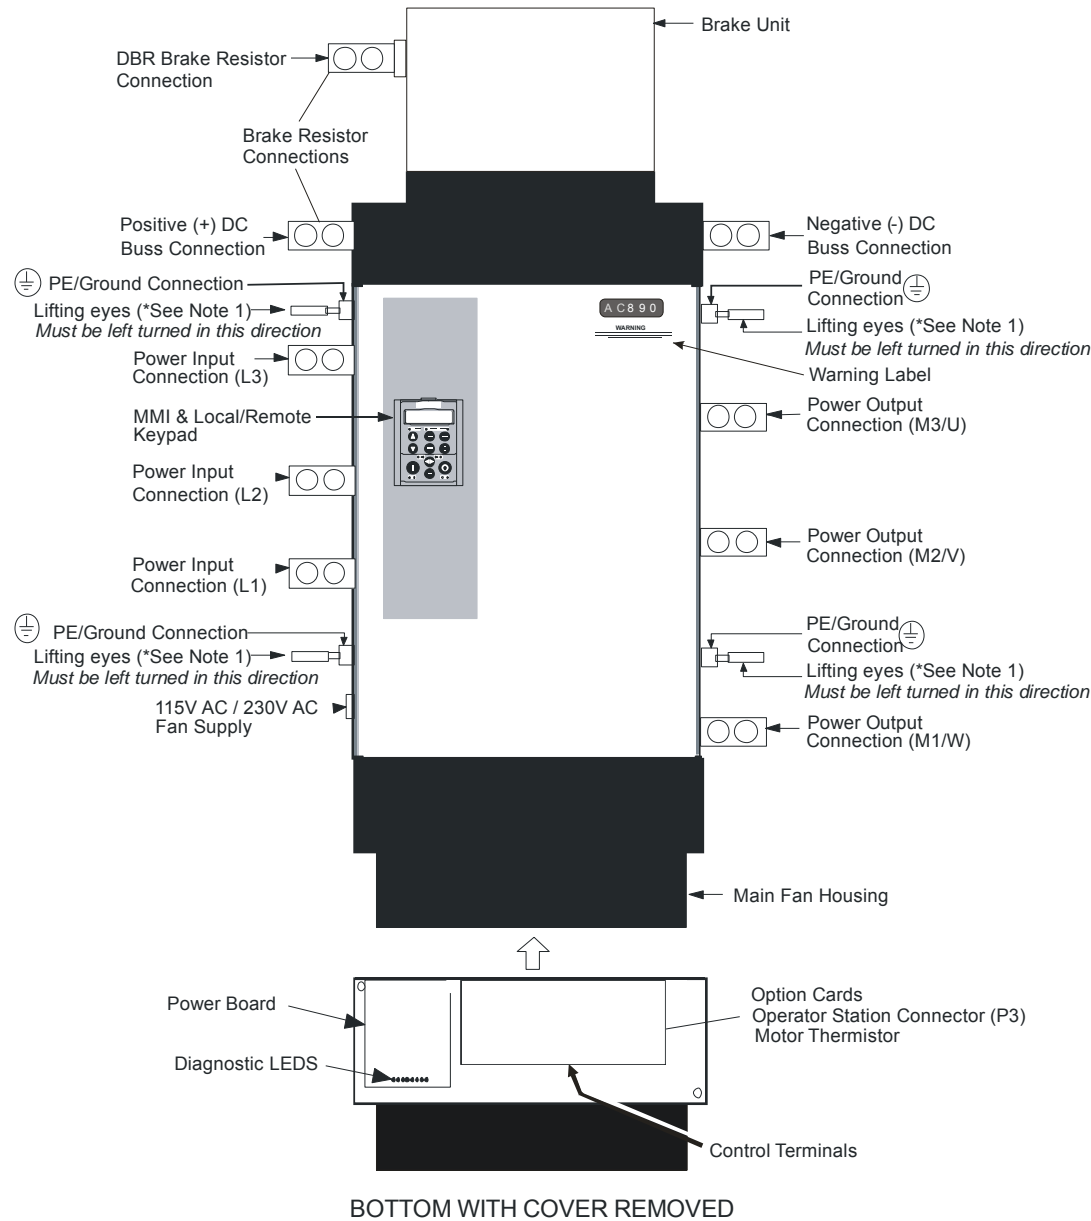 Brake Unit
DBR Brake Resistor
Connection
Brake Resistor
Connections
Positive (+) DC
Buss Connection
Negative (-) DC
Buss Connection
PE/Ground Connection
Lifting eyes (*See Note 1)
Must be left turned in this direction
PE/Ground
Connection
Lifting eyes (*See Note 1)
Must be left turned in this direction
AC890
WARNING
Warning Label
Power Input
Connection (L3)
MMI & Local/Remote
Keypad
Power Output
Connection (M3/U)
Power Input
Connection (L2)
Power Output
Connection (M2/V)
Power Input
Connection (L1)
PE/Ground Connection
Lifting eyes (*See Note 1)
Must be left turned in this direction
PE/Ground
Connection
Lifting eyes (*See Note 1)
Must be left turned in this direction
115V AC / 230V AC
Fan Supply
Power Output
Connection (M1/W)
Main Fan Housing
Power Board
Option Cards
Operator Station Connector (P3)
Motor Thermistor
Diagnostic LEDS
Control Terminals
BOTTOM WITH COVER REMOVED